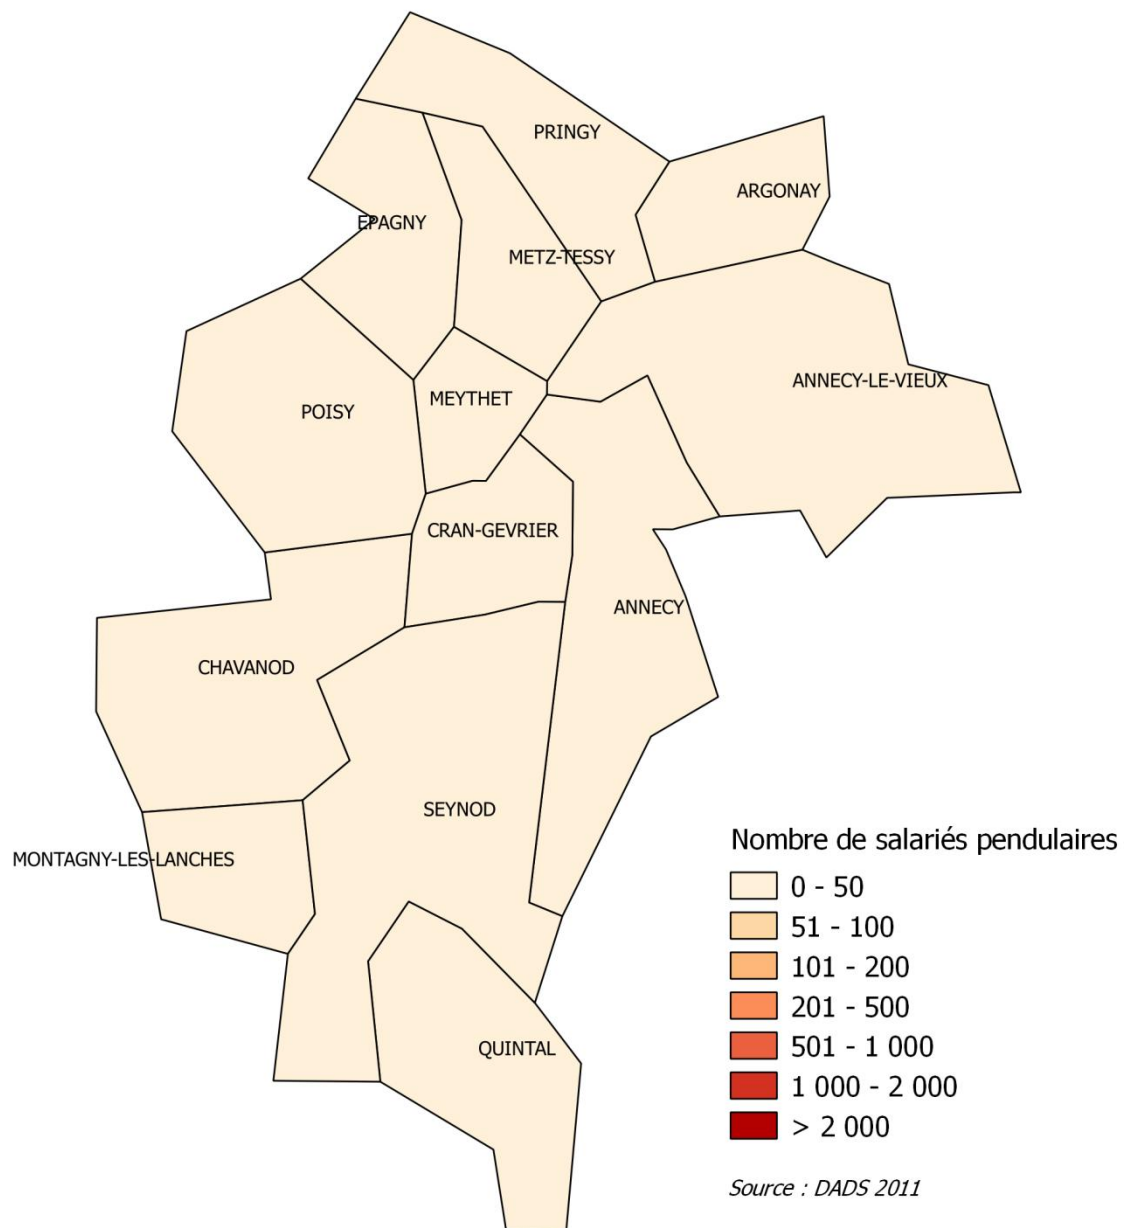 PRINGY
ARGONAY
EPAGNY
METZ-TESSY
ANNECY-LE-VIEUX
MEYTHET
POISY
CRAN-GEVRIER
ANNECY
CHAVANOD
SEYNOD
MONTAGNY-LES-LANCHES
QUINTAL
Nombre de salariés pendulaires
0 - 50
51 - 100
101 - 200
201 - 500
501 - 1 000
1 000 - 2 000
> 2 000
Source : DADS 2011